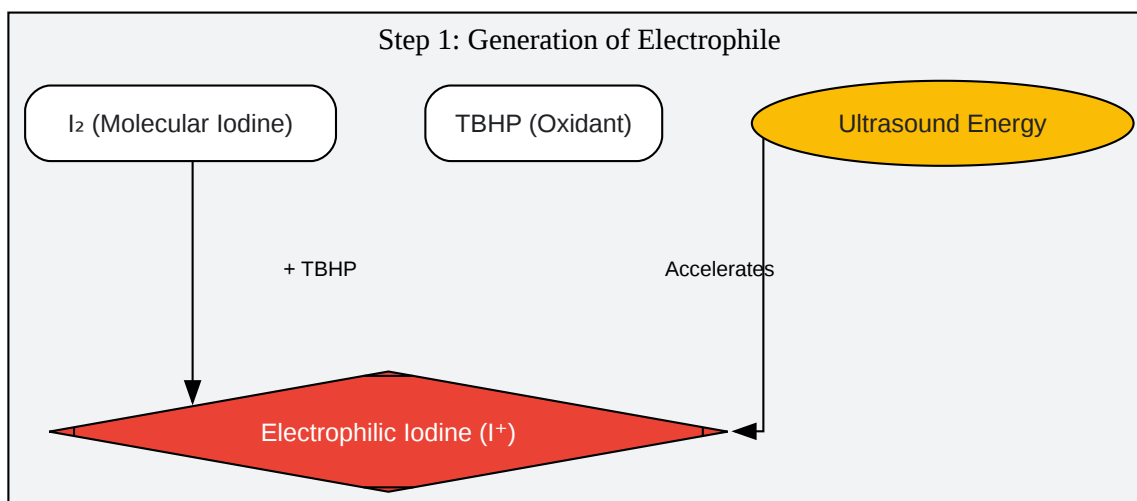 Step 1: Generation of Electrophile
I₂ (Molecular Iodine)
TBHP (Oxidant)
Ultrasound Energy
+ TBHP
Accelerates
Electrophilic Iodine (I⁺)